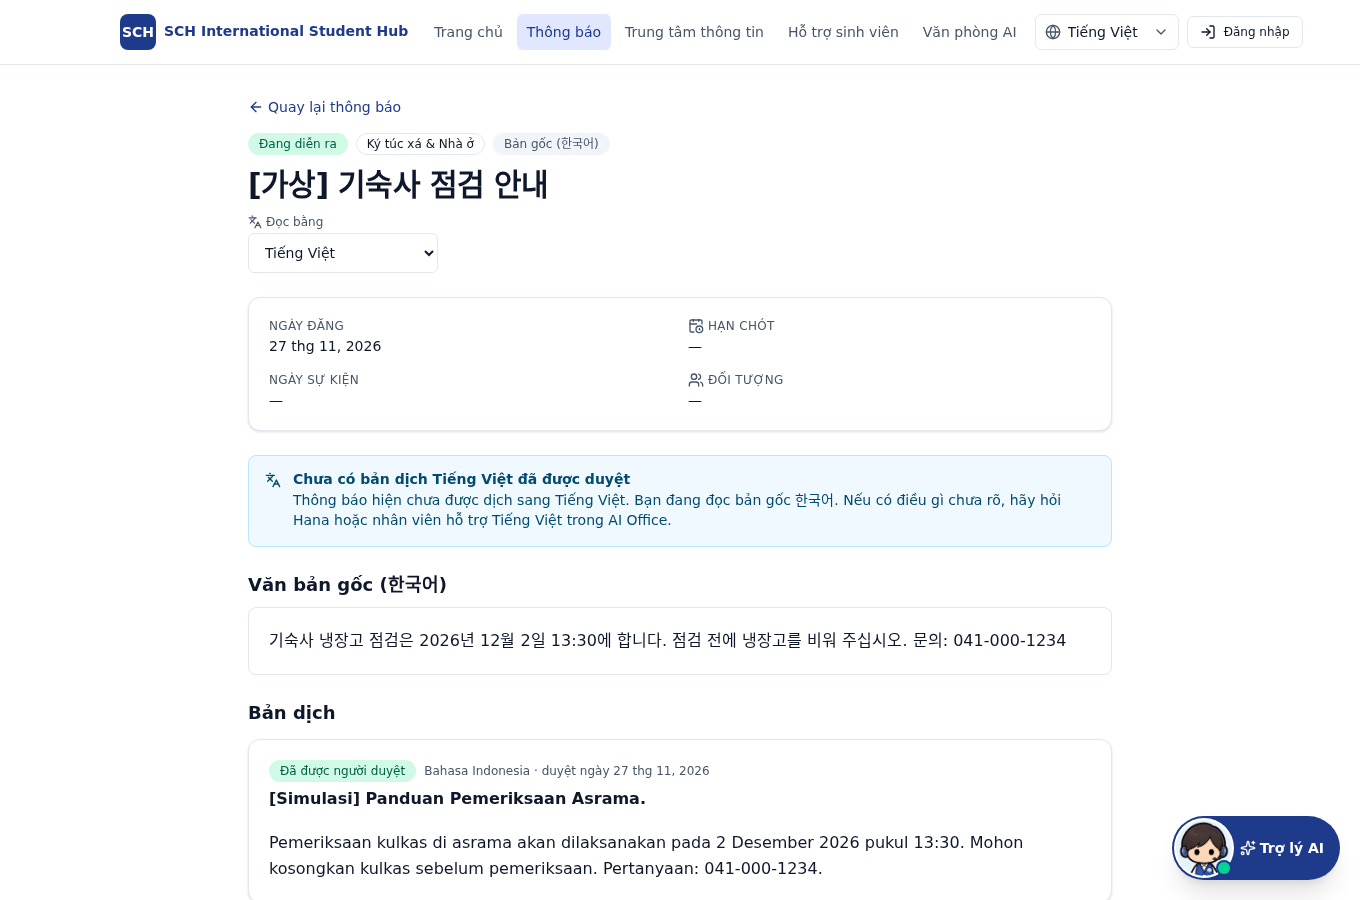 SCH
SCH International Student Hub
Trang chủ
Thông báo
Trung tâm thông tin
Hỗ trợ sinh viên
Văn phòng AI
Tiếng Việt
Đăng nhập
Quay lại thông báo
Đang diễn ra
Ký túc xá & Nhà ở
Bản gốc (한국어)
[가상] 기숙사 점검 안내
Đọc bằng
Tiếng Việt
NGÀY ĐĂNG
27 thg 11, 2026
HẠN CHÓT
—
NGÀY SỰ KIỆN
—
ĐỐI TƯỢNG
—
Chưa có bản dịch Tiếng Việt đã được duyệt
Thông báo hiện chưa được dịch sang Tiếng Việt. Bạn đang đọc bản gốc 한국어. Nếu có điều gì chưa rõ, hãy hỏi
Hana hoặc nhân viên hỗ trợ Tiếng Việt trong AI Office.
Văn bản gốc (한국어)
기숙사 냉장고 점검은 2026년 12월 2일 13:30에 합니다. 점검 전에 냉장고를 비워 주십시오. 문의: 041-000-1234
Bản dịch
Đã được người duyệt
Bahasa Indonesia · duyệt ngày 27 thg 11, 2026
[Simulasi] Panduan Pemeriksaan Asrama.
Pemeriksaan kulkas di asrama akan dilaksanakan pada 2 Desember 2026 pukul 13:30. Mohon
kosongkan kulkas sebelum pemeriksaan. Pertanyaan: 041-000-1234.
Trợ lý AI